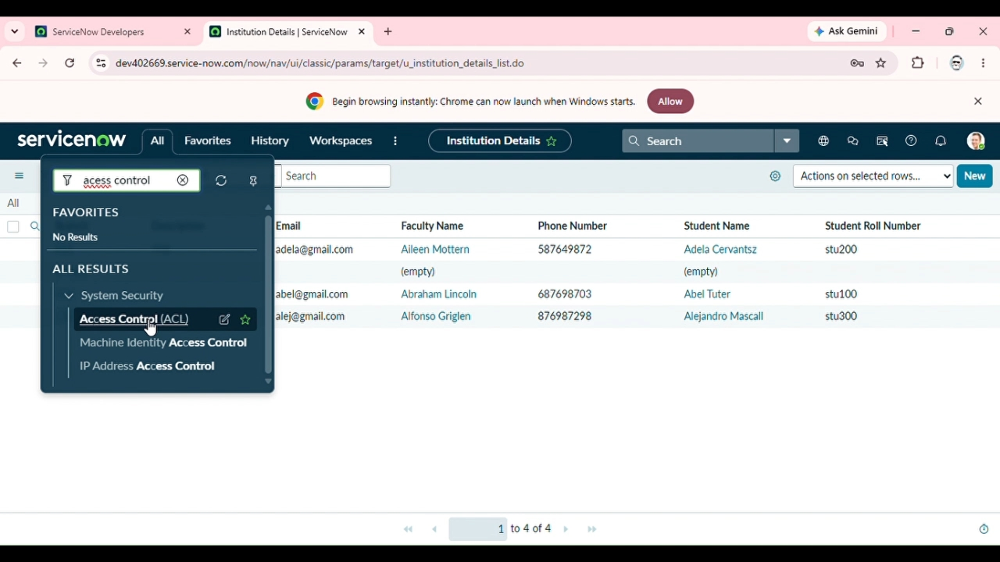 ServiceNow Developers
Institution Details | ServiceNow
Ask Gemini
dev402669.service-now.com/now/nav/ui/classic/params/target/u_institution_details_list.do
Begin browsing instantly: Chrome can now launch when Windows starts. Allow
servicenow All Favorites History Workspaces Institution Details Search
acess control Search Actions on selected rows... New
All
FAVORITES
No Results
ALL RESULTS
System Security
Access Control (ACL)
Machine Identity Access Control
IP Address Access Control
Email Faculty Name Phone Number Student Name Student Roll Number
adela@gmail.com Aileen Mottern 587649872 Adela Cervantsz stu200
(empty) (empty)
abel@gmail.com Abraham Lincoln 687698703 Abel Tuter stu100
alej@gmail.com Alfonso Griglen 876987298 Alejandro Mascall stu300
1 to 4 of 4